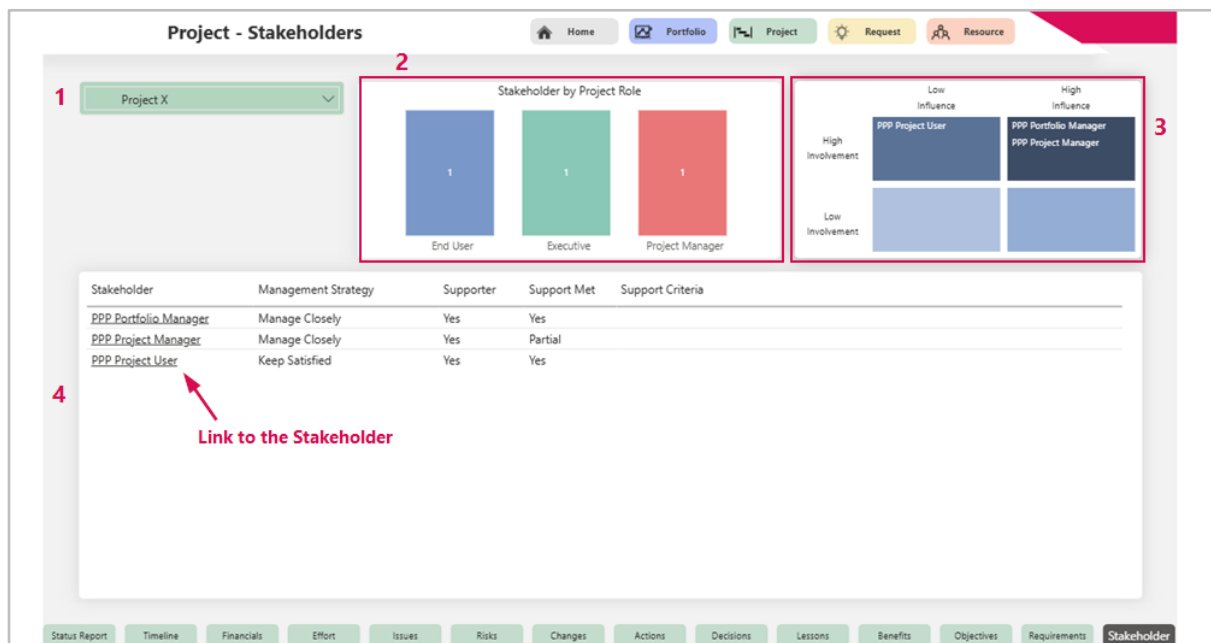 Project - Stakeholders
Home
Portfolio
Project
Request
Resource
1
Project X
2
Stakeholder by Project Role
1
1
1
End User
Executive
Project Manager
3
Low
Influence
High
Influence
High
Involvement
PPP Project User
PPP Portfolio Manager
PPP Project Manager
Low
Involvement
4
Stakeholder Management Strategy Supporter Support Met Support Criteria
PPP Portfolio Manager Manage Closely Yes Yes
PPP Project Manager Manage Closely Yes Partial
PPP Project User Keep Satisfied Yes Yes
Link to the Stakeholder
Status Report
Timeline
Financials
Effort
Issues
Risks
Changes
Actions
Decisions
Lessons
Benefits
Objectives
Requirements
Stakeholder